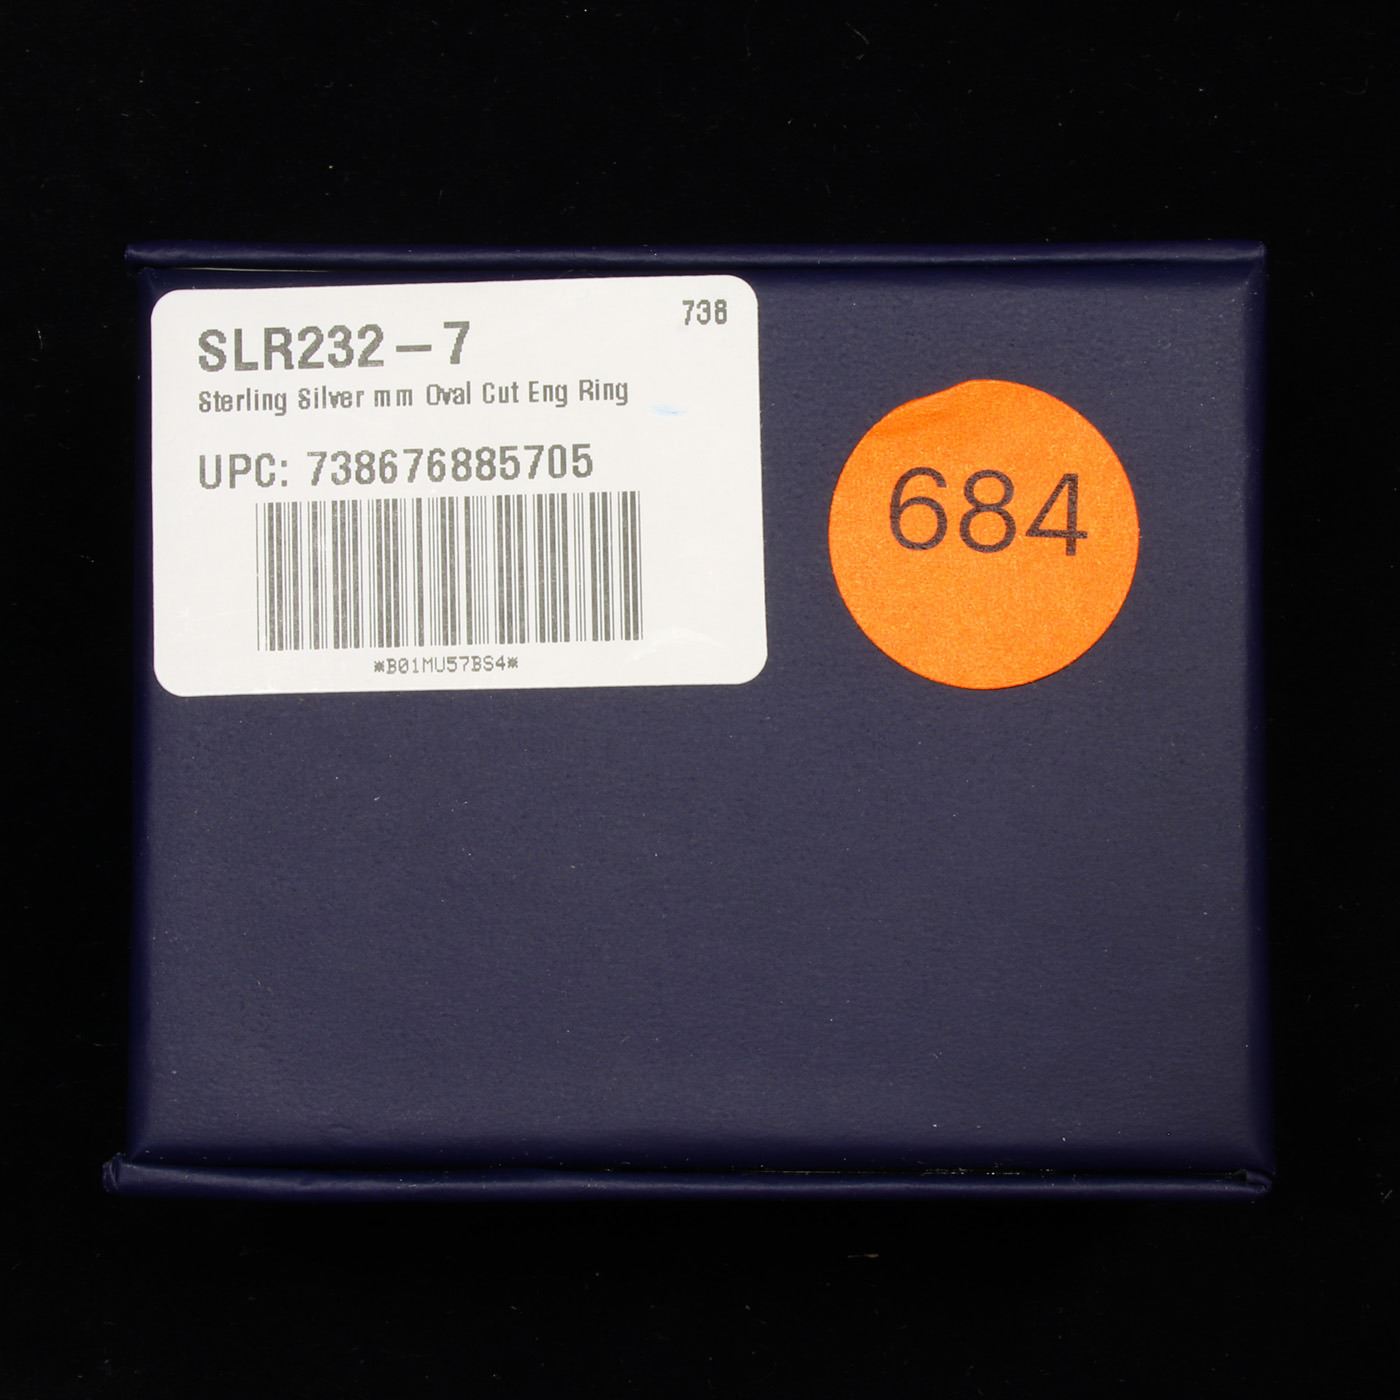 738
SLR232-7
Sterling Silver mm Oval Cut Eng Ring
UPC: 738676885705
*B01MU57BS4*
684